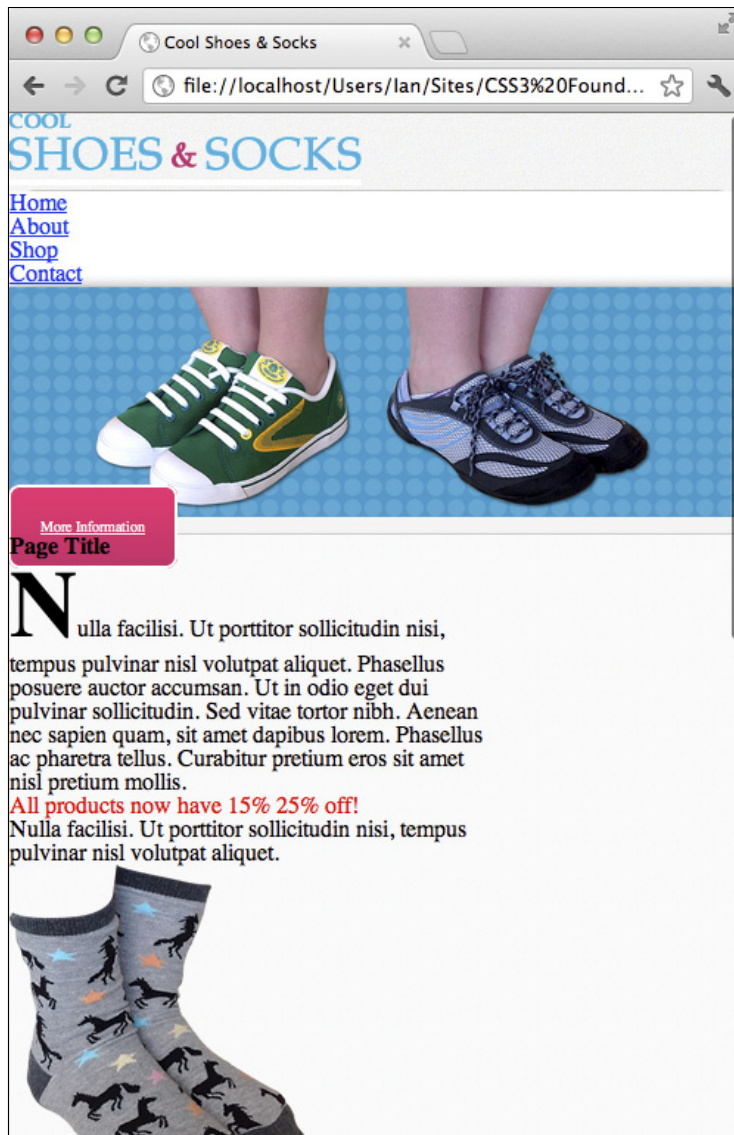 Cool Shoes & Socks
file://localhost/Users/Ian/Sites/CSS3%20Found...
COOL
SHOES & SOCKS
Home
About
Shop
Contact
More Information
Page Title
Nulla facilisi. Ut porttitor sollicitudin nisi,
tempus pulvinar nisl volutpat aliquet. Phasellus
posuere auctor accumsan. Ut in odio eget dui
pulvinar sollicitudin. Sed vitae tortor nibh. Aenean
nec sapien quam, sit amet dapibus lorem. Phasellus
ac pharetra tellus. Curabitur pretium eros sit amet
nisl pretium mollis.
All products now have 15% 25% off!
Nulla facilisi. Ut porttitor sollicitudin nisi, tempus
pulvinar nisl volutpat aliquet.